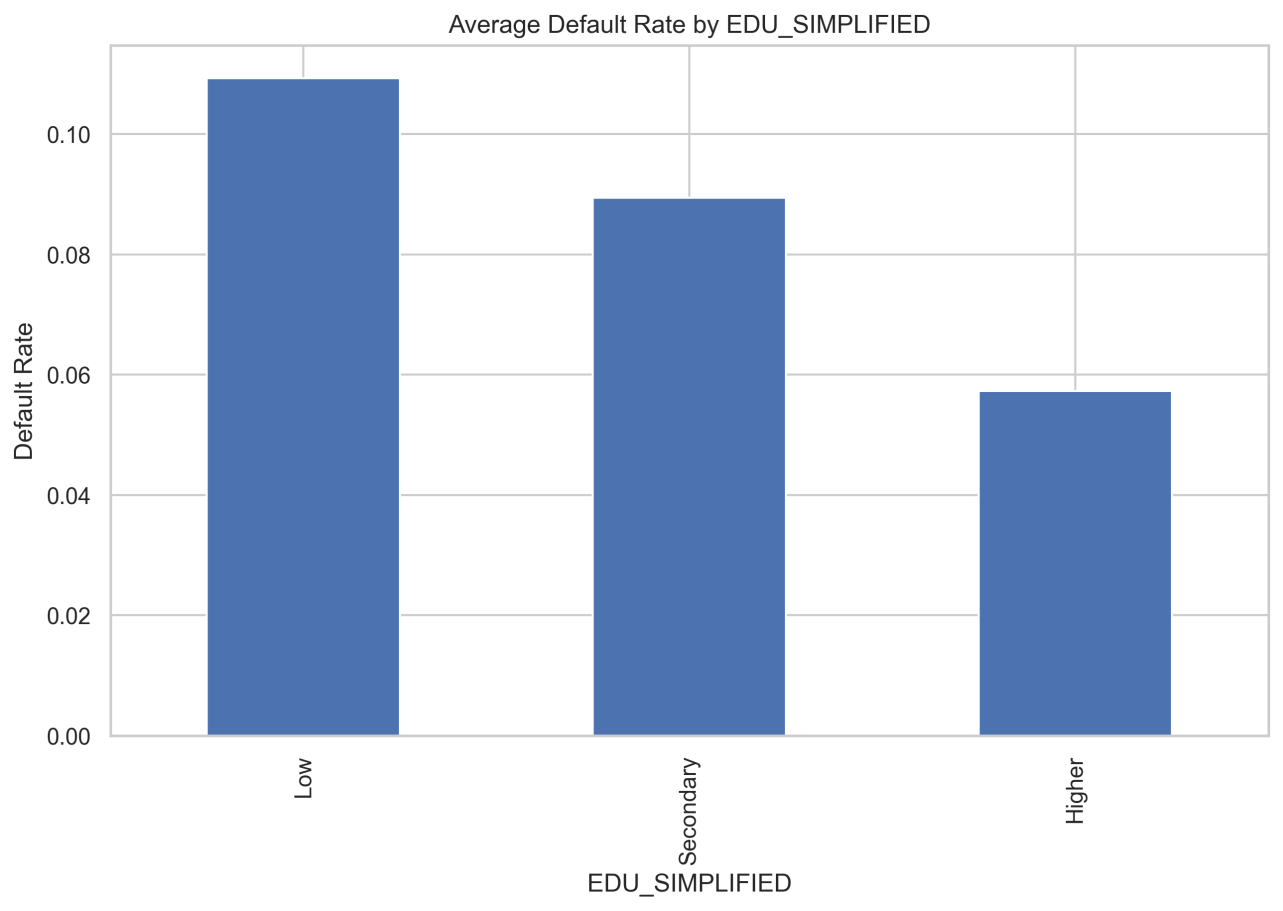 Average Default Rate by EDU_SIMPLIFIED
Default Rate
0.10
0.08
0.06
0.04
0.02
0.00
Low
Secondary
Higher
EDU_SIMPLIFIED